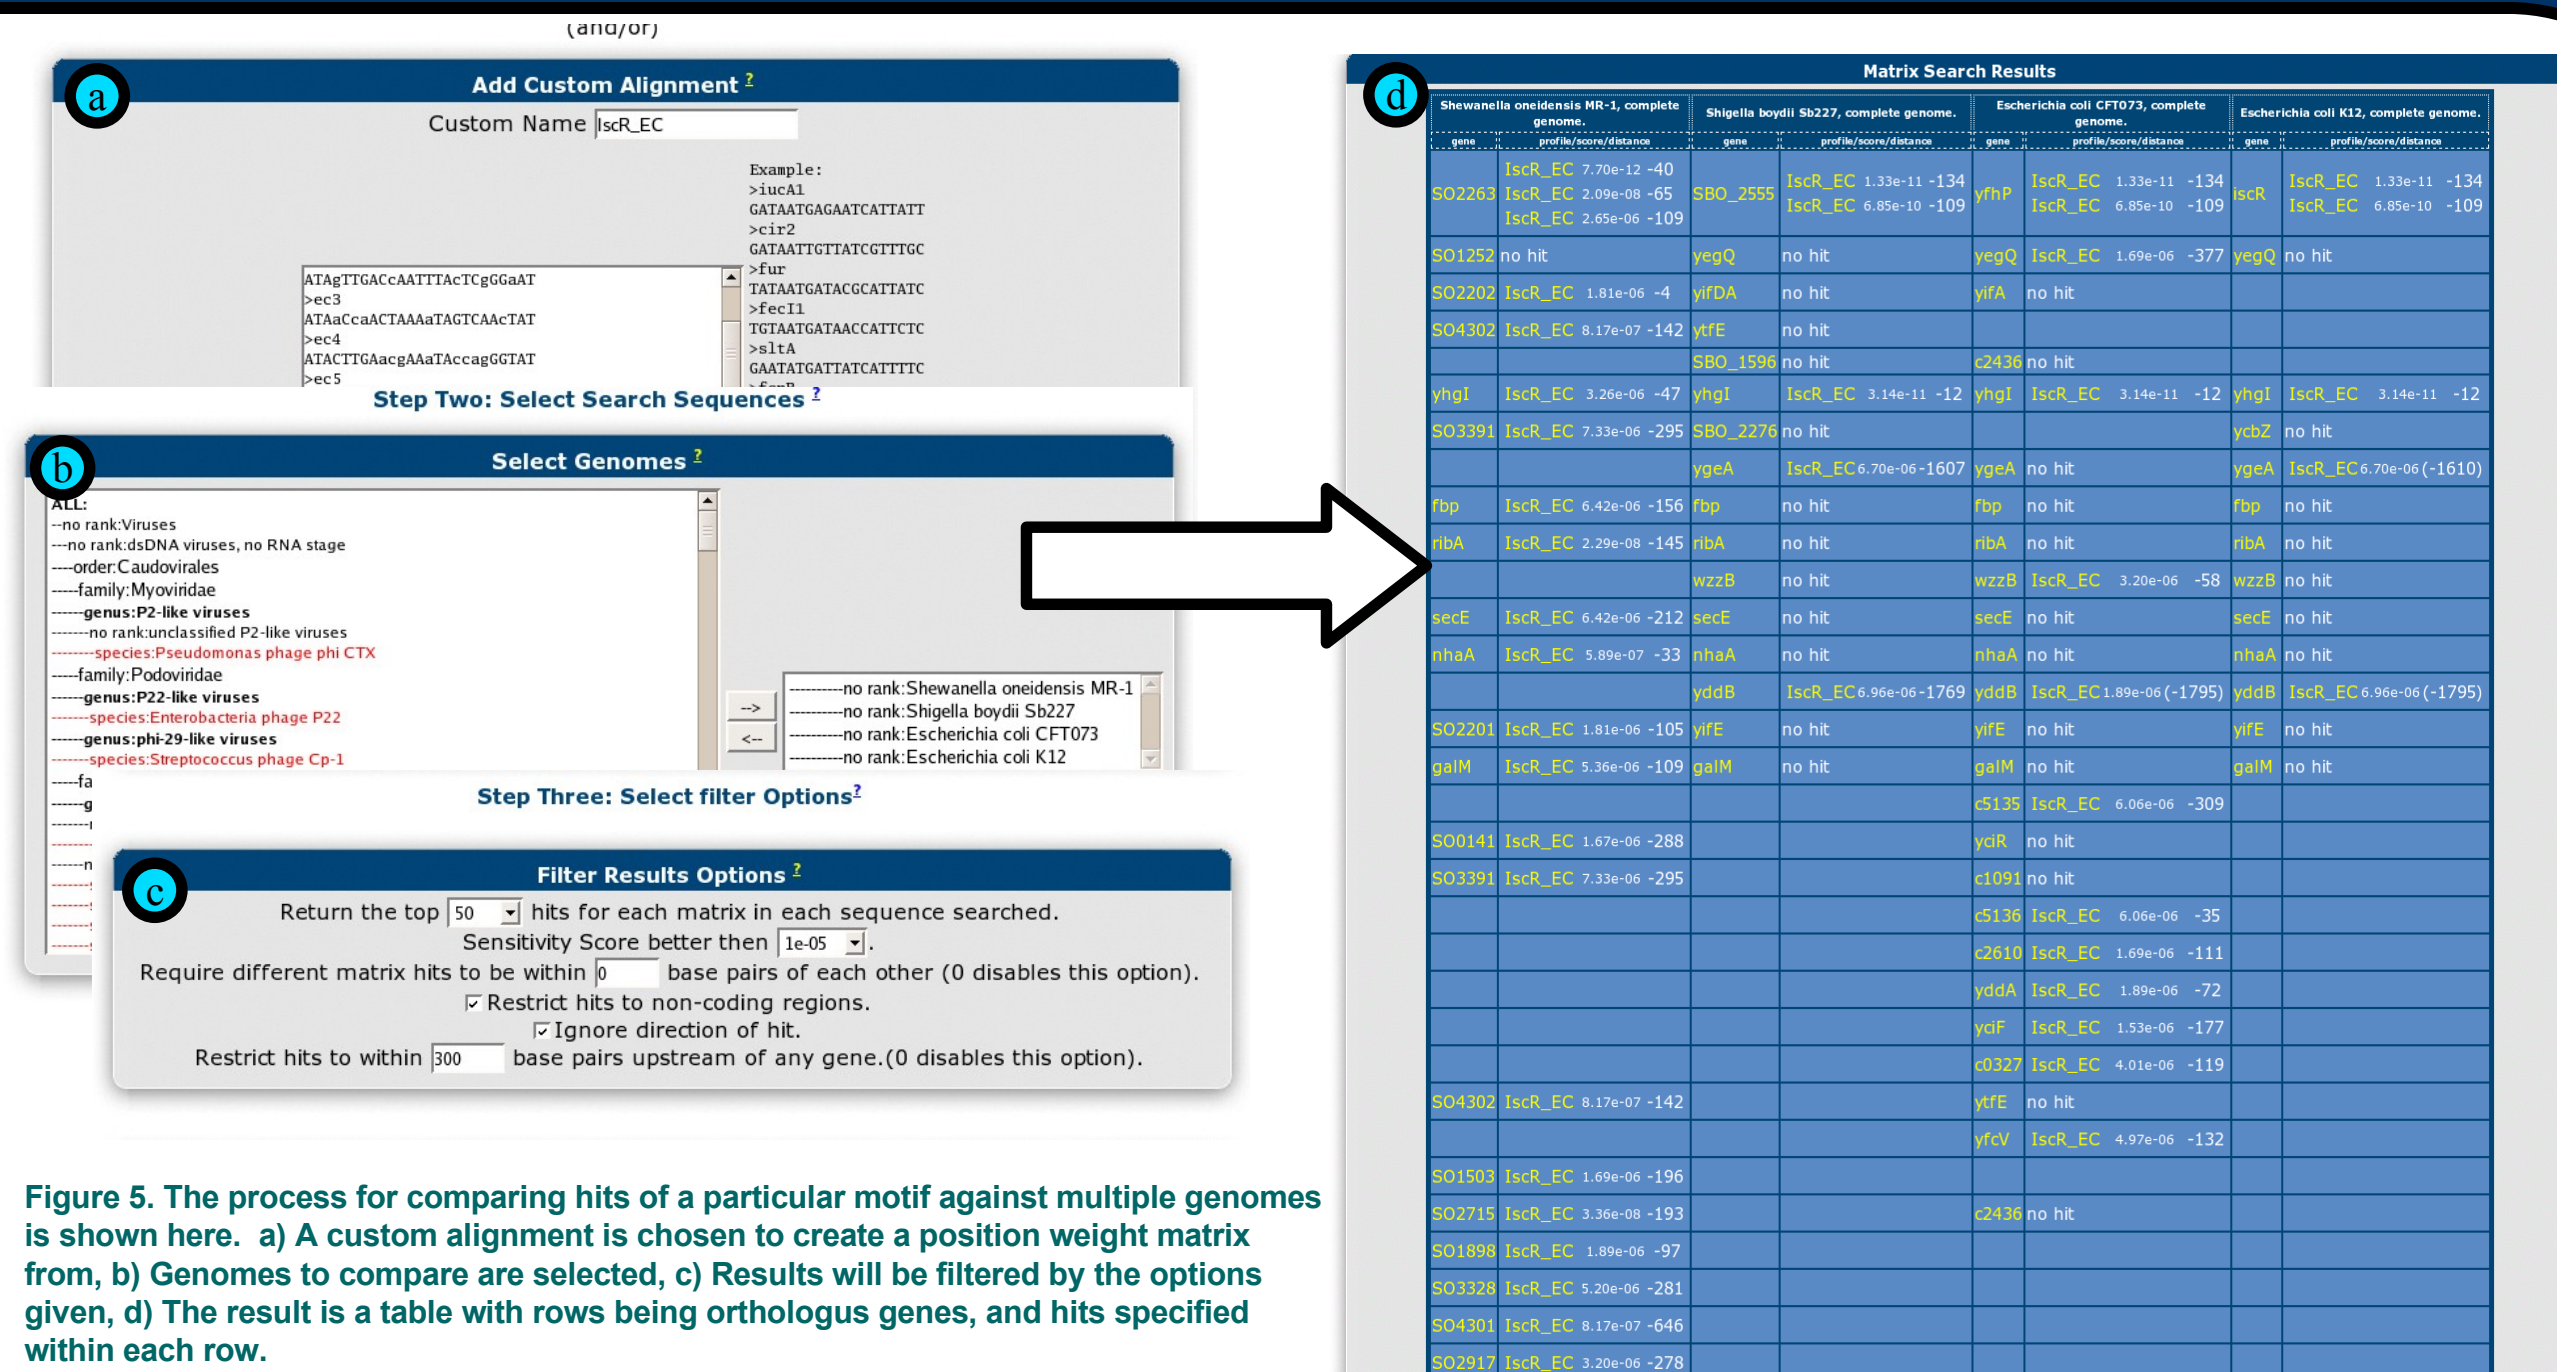 (and/or)
a
Add Custom Alignment ?
Custom Name IscR_EC
Example:
>iucA1
GATAATGAGAATCATTATT
>cir2
GATAATTGTTATCGTTTGC
>fur
TATAATGATACGCATTATC
>fecI1
TGTAATGATAACCATTCTC
>sltA
GAATATGATTATCATTTTC
ATAgTTGACcAATTTAcTCgGGaAT
>ec3
ATAaCcaACTAAAaTAGTCAAcTAT
>ec4
ATACTTGAacgAAaTAccagGGTAT
>ec5
Step Two: Select Search Sequences ?
b
Select Genomes ?
ALL:
--no rank:Viruses
---no rank:dsDNA viruses, no RNA stage
----order:Caudovirales
-----family:Myoviridae
------genus:P2-like viruses
-------no rank:unclassified P2-like viruses
--------species:Pseudomonas phage phi CTX
-----family:Podoviridae
------genus:P22-like viruses
-------species:Enterobacteria phage P22
------genus:phi-29-like viruses
-------species:Streptococcus phage Cp-1
-----fa
------g
------n
-->
<--
----------no rank:Shewanella oneidensis MR-1
----------no rank:Shigella boydii Sb227
----------no rank:Escherichia coli CFT073
----------no rank:Escherichia coli K12
Step Three: Select filter Options?
c
Filter Results Options ?
Return the top 50 hits for each matrix in each sequence searched.
Sensitivity Score better then 1e-05 .
Require different matrix hits to be within 0 base pairs of each other (0 disables this option).
Restrict hits to non-coding regions.
Ignore direction of hit.
Restrict hits to within 300 base pairs upstream of any gene.(0 disables this option).
Figure 5. The process for comparing hits of a particular motif against multiple genomes
is shown here. a) A custom alignment is chosen to create a position weight matrix
from, b) Genomes to compare are selected, c) Results will be filtered by the options
given, d) The result is a table with rows being orthologus genes, and hits specified
within each row.
d
Matrix Search Results
Shewanella oneidensis MR-1, complete genome. Shigella boydii Sb227, complete genome. Escherichia coli CFT073, complete genome. Escherichia coli K12, complete genome.
gene profile/score/distance gene profile/score/distance gene profile/score/distance gene profile/score/distance
SO2263 IscR_EC 7.70e-12 -40 IscR_EC 2.09e-08 -65 IscR_EC 2.65e-06 -109 SBO_2555 IscR_EC 1.33e-11 -134 IscR_EC 6.85e-10 -109 yfhP IscR_EC 1.33e-11 -134 IscR_EC 6.85e-10 -109 iscR IscR_EC 1.33e-11 -134 IscR_EC 6.85e-10 -109
SO1252 no hit yegQ no hit yegQ IscR_EC 1.69e-06 -377 yegQ no hit
SO2202 IscR_EC 1.81e-06 -4 yifDA no hit yifA no hit
SO4302 IscR_EC 8.17e-07 -142 ytfE no hit
SBO_1596 no hit c2436 no hit
yhgI IscR_EC 3.26e-06 -47 yhgI IscR_EC 3.14e-11 -12 yhgI IscR_EC 3.14e-11 -12 yhgI IscR_EC 3.14e-11 -12
SO3391 IscR_EC 7.33e-06 -295 SBO_2276 no hit ycbZ no hit
ygeA IscR_EC 6.70e-06 -1607 ygeA no hit ygeA IscR_EC 6.70e-06 (-1610)
fbp IscR_EC 6.42e-06 -156 fbp no hit fbp no hit fbp no hit
ribA IscR_EC 2.29e-08 -145 ribA no hit ribA no hit ribA no hit
wzzB no hit wzzB IscR_EC 3.20e-06 -58 wzzB no hit
secE IscR_EC 6.42e-06 -212 secE no hit secE no hit secE no hit
nhaA IscR_EC 5.89e-07 -33 nhaA no hit nhaA no hit nhaA no hit
yddB IscR_EC 6.96e-06 -1769 yddB IscR_EC 1.89e-06 (-1795) yddB IscR_EC 6.96e-06 (-1795)
SO2201 IscR_EC 1.81e-06 -105 yifE no hit yifE no hit yifE no hit
galM IscR_EC 5.36e-06 -109 galM no hit galM no hit galM no hit
c5135 IscR_EC 6.06e-06 -309
SO0141 IscR_EC 1.67e-06 -288 yciR no hit
SO3391 IscR_EC 7.33e-06 -295 c1091 no hit
c5136 IscR_EC 6.06e-06 -35
c2610 IscR_EC 1.69e-06 -111
yddA IscR_EC 1.89e-06 -72
yciF IscR_EC 1.53e-06 -177
c0327 IscR_EC 4.01e-06 -119
SO4302 IscR_EC 8.17e-07 -142 ytfE no hit
yfcV IscR_EC 4.97e-06 -132
SO1503 IscR_EC 1.69e-06 -196
SO2715 IscR_EC 3.36e-08 -193 c2436 no hit
SO1898 IscR_EC 1.89e-06 -97
SO3328 IscR_EC 5.20e-06 -281
SO4301 IscR_EC 8.17e-07 -646
SO2917 IscR_EC 3.20e-06 -278